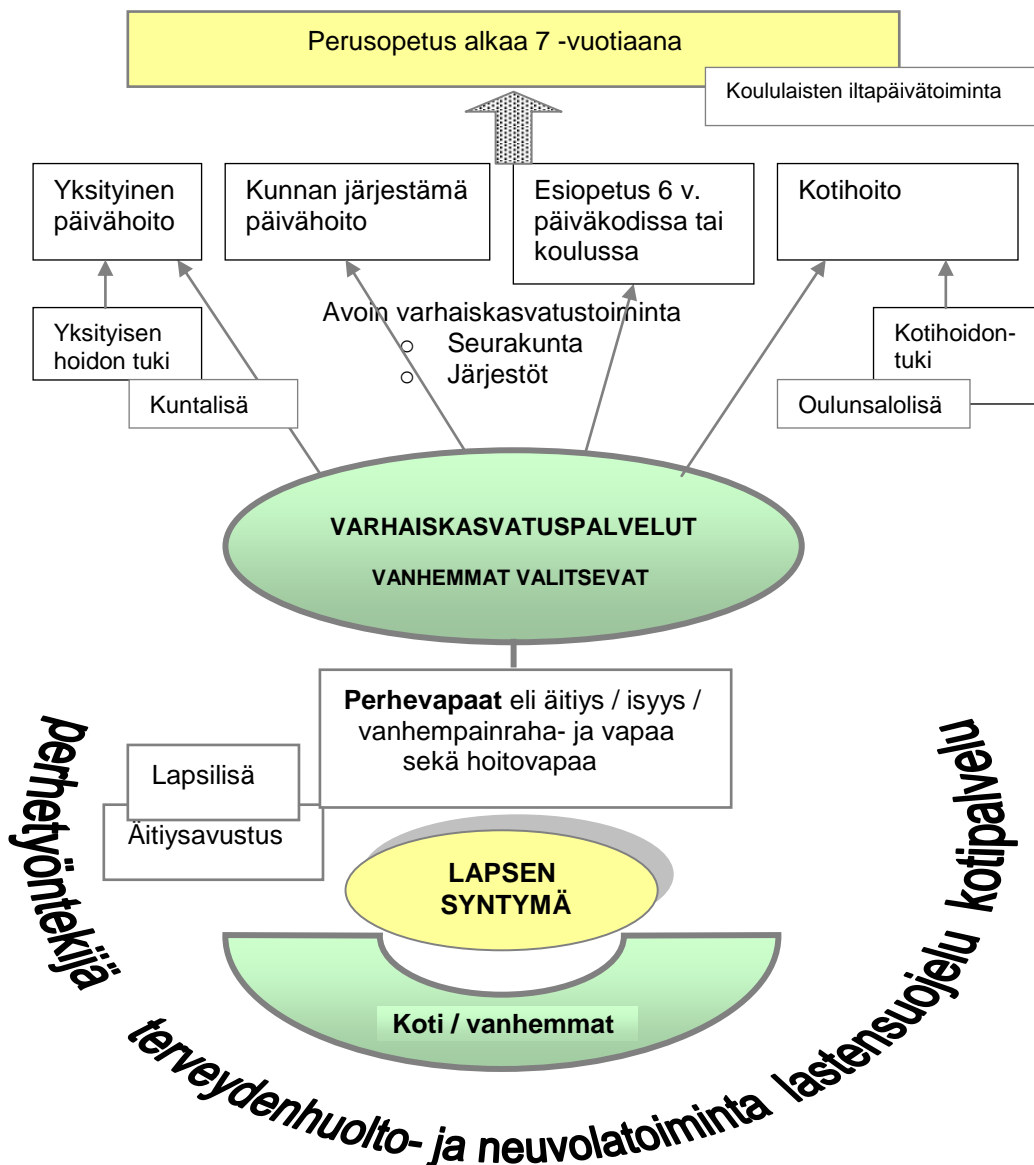 Perusopetus alkaa 7 -vuotiaana
Koululaisten iltapäivätoiminta
Yksityinen
päivähoito
Kunnan järjestämä
päivähoito
Esiopetus 6 v.
päiväkodissa tai
koulussa
Kotihoito
Yksityisen
hoidon tuki
Kuntalisä
Avoin varhaiskasvatustoiminta
o Seurakunta
o Järjestöt
Kotihoidon-
tuki
Oulunsalolisä
VARHAISKASVATUSPALVELUT
VANHEMMAT VALITSEVAT
Perhevapaat eli äitiys / isyys /
vanhempainraha- ja vapaa
sekä hoitovapaa
Lapsilisä
Äitiysavustus
LAPSEN
SYNTYMÄ
Koti / vanhemmat
perhetyöntekijä terveydenhuolto- ja neuvolatoiminta lastensuojelu kotipalvelu